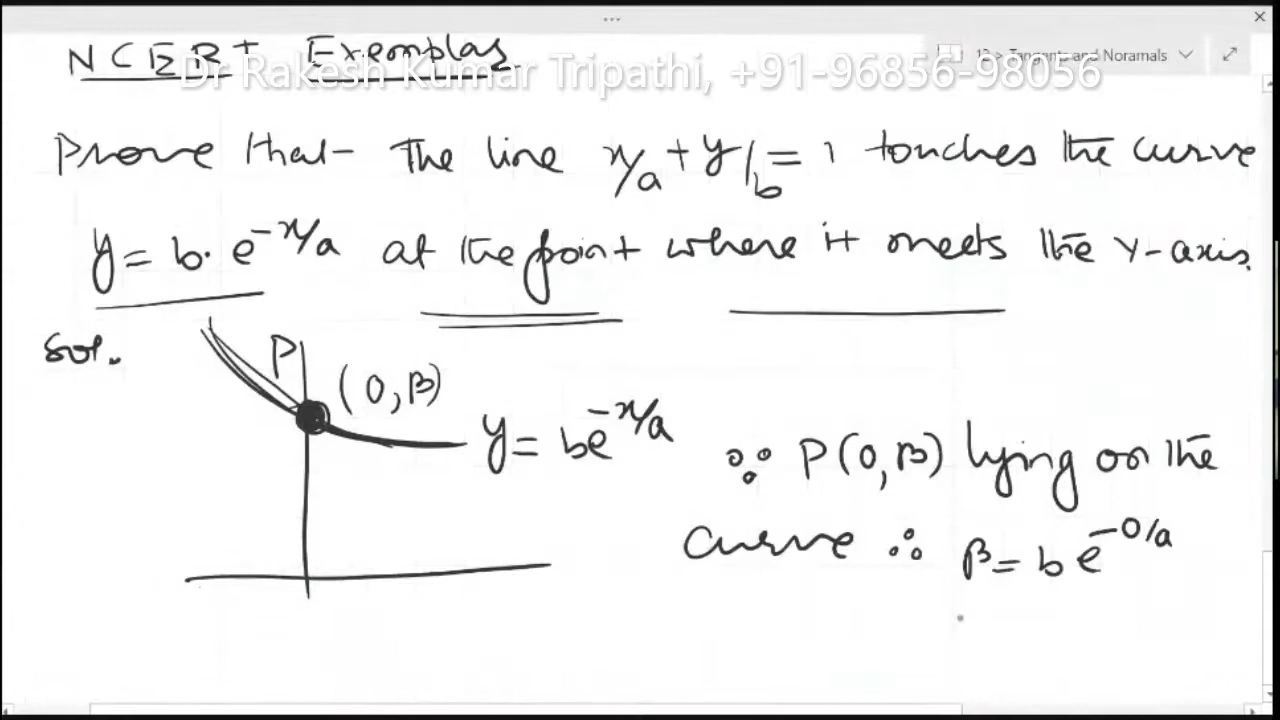 NCERT Exemplas
Dr Rakesh Kumar Tripathi, +91-96856-98056
12 > Tangents and Noramals
Prove that - The line x/a + y/b = 1 touches the curve
y = b. e^{-x/a} at the point where it meets the Y-axis.
Sol.
P
(0, β)
y = be^{-x/a}
∵ P(0, β) lying on the
curve ∴ β = b e^{-0/a}